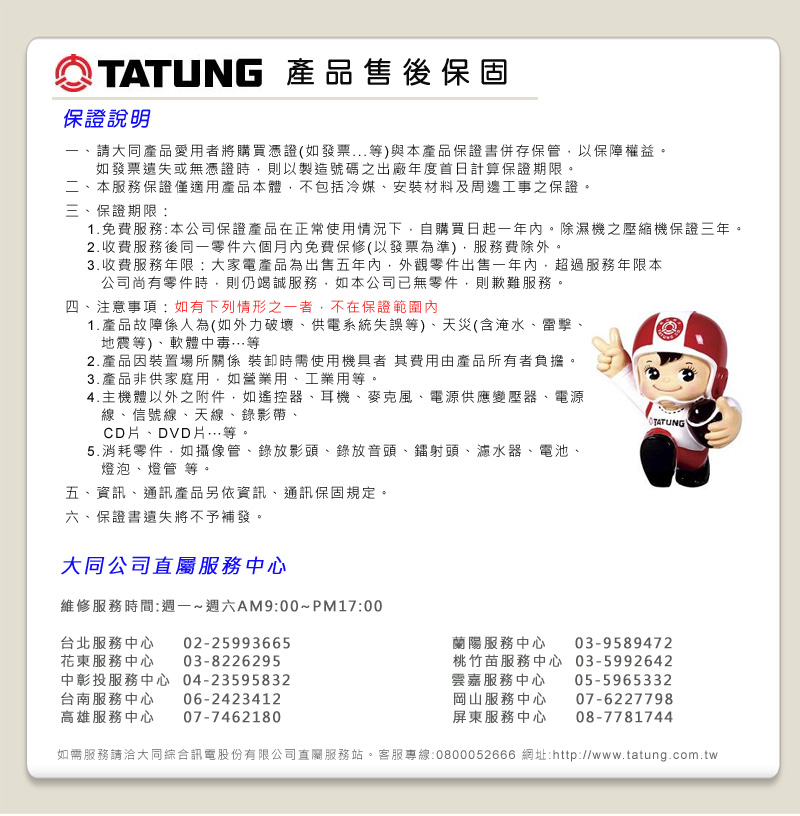 TATUNG 產品售後保固
保證說明
一、請大同產品愛用者將購買憑證(如發票...等)與本產品保證書併存保管，以保障權益。
如發票遺失或無憑證時，則以製造號碼之出廠年度首日計算保證期限。
二、本服務保證僅適用產品本體，不包括冷媒、安裝材料及周邊工事之保證。
三、保證期限：
1.免費服務:本公司保證產品在正常使用情況下，自購買日起一年內。除濕機之壓縮機保證三年。
2.收費服務後同一零件六個月內免費保修(以發票為準)，服務費除外。
3.收費服務年限：大家電產品為出售五年內，外觀零件出售一年內，超過服務年限本
公司尚有零件時，則仍竭誠服務，如本公司已無零件，則歉難服務。
四、注意事項：如有下列情形之一者，不在保證範圍內
1.產品故障係人為(如外力破壞、供電系統失誤等)、天災(含淹水、雷擊、
地震等)、軟體中毒…等
2.產品因裝置場所關係 裝卸時需使用機具者 其費用由產品所有者負擔。
3.產品非供家庭用，如營業用、工業用等。
4.主機體以外之附件，如遙控器、耳機、麥克風、電源供應變壓器、電源
線、信號線、天線、錄影帶、
CD片、DVD片…等。
5.消耗零件，如攝像管、錄放影頭、錄放音頭、鐳射頭、濾水器、電池、
燈泡、燈管 等。
五、資訊、通訊產品另依資訊、通訊保固規定。
六、保證書遺失將不予補發。
TATUNG
大同公司直屬服務中心
維修服務時間:週一~週六AM9:00~PM17:00
台北服務中心 02-25993665 蘭陽服務中心 03-9589472
花東服務中心 03-8226295 桃竹苗服務中心 03-5992642
中彰投服務中心 04-23595832 雲嘉服務中心 05-5965332
台南服務中心 06-2423412 岡山服務中心 07-6227798
高雄服務中心 07-7462180 屏東服務中心 08-7781744
如需服務請洽大同綜合訊電股份有限公司直屬服務站。客服專線:0800052666 網址:http://www.tatung.com.tw